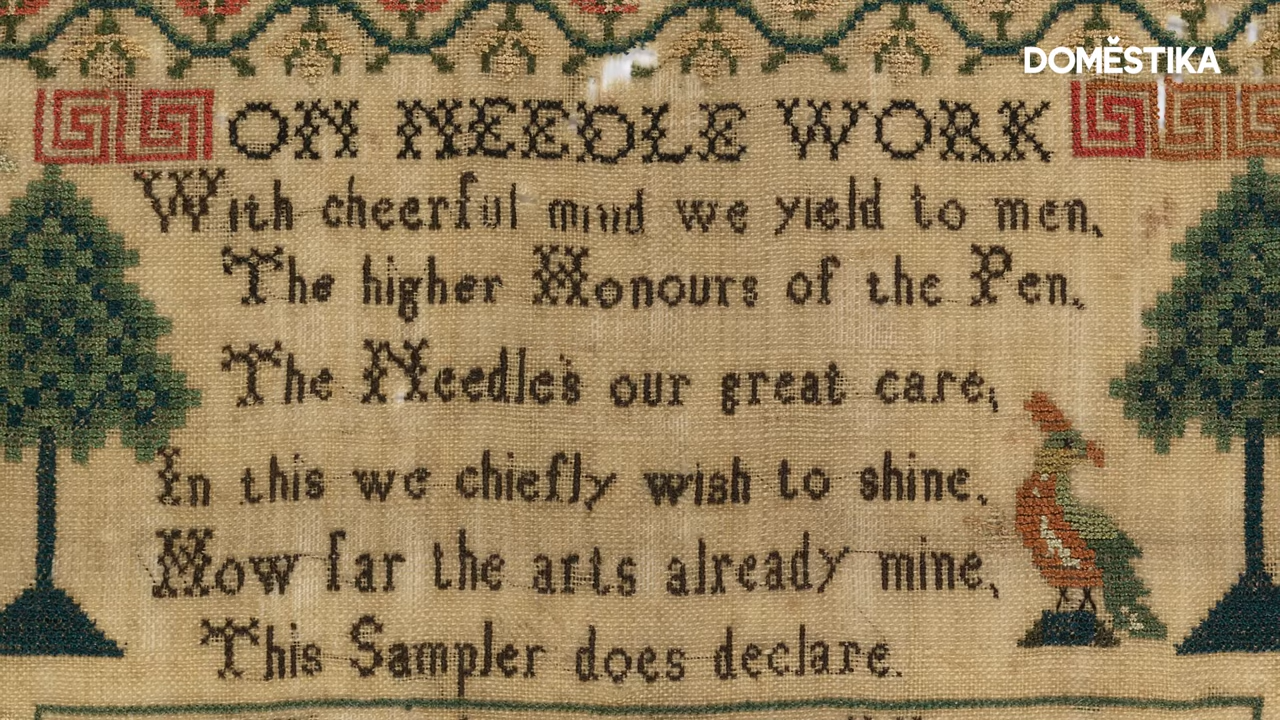 DOMĔSTIKA
ON NEEDLE WORK
With cheerful mind we yield to men,
The higher Honours of the Pen,
The Needle's our great care;
In this we chiefly wish to shine,
How far the arts already mine,
This Sampler does declare.